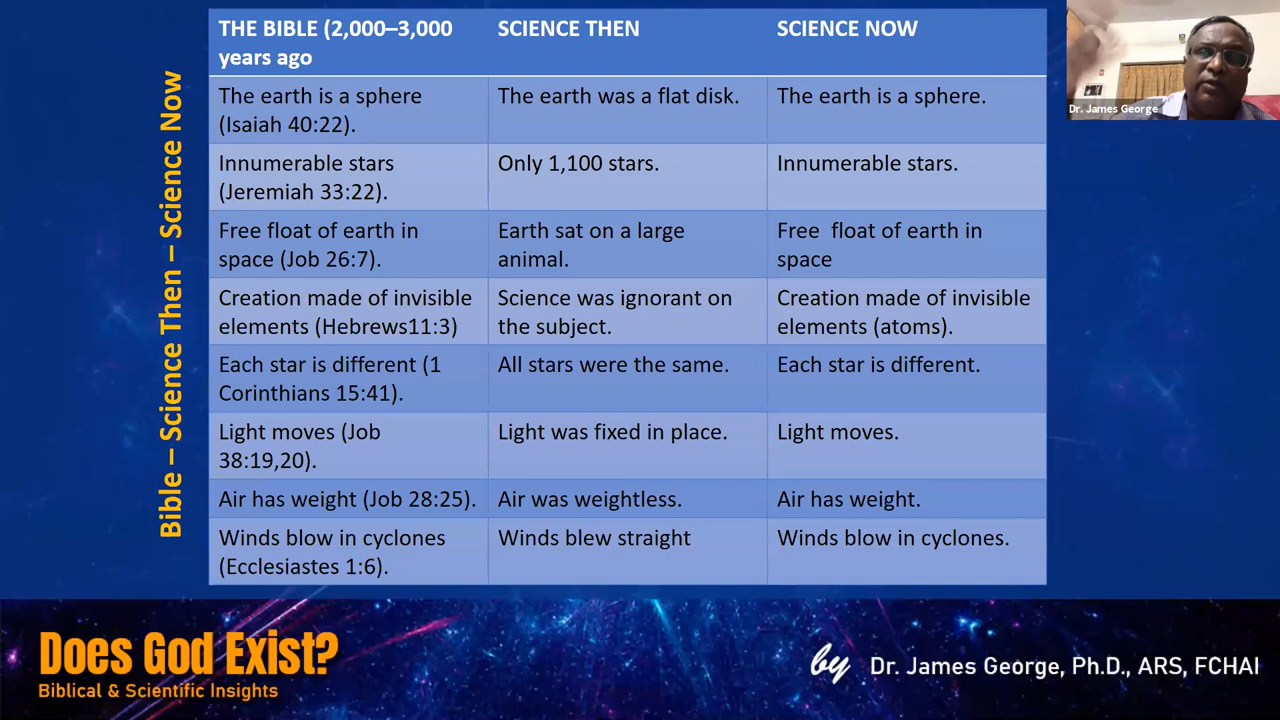 Bible – Science Then – Science Now
THE BIBLE (2,000–3,000
years ago
SCIENCE THEN
SCIENCE NOW
The earth is a sphere
(Isaiah 40:22).
The earth was a flat disk.
The earth is a sphere.
Innumerable stars
(Jeremiah 33:22).
Only 1,100 stars.
Innumerable stars.
Free float of earth in
space (Job 26:7).
Earth sat on a large
animal.
Free float of earth in
space
Creation made of invisible
elements (Hebrews11:3)
Science was ignorant on
the subject.
Creation made of invisible
elements (atoms).
Each star is different (1
Corinthians 15:41).
All stars were the same.
Each star is different.
Light moves (Job
38:19,20).
Light was fixed in place.
Light moves.
Air has weight (Job 28:25).
Air was weightless.
Air has weight.
Winds blow in cyclones
(Ecclesiastes 1:6).
Winds blew straight
Winds blow in cyclones.
Dr. James George
Does God Exist?
Biblical & Scientific Insights
by Dr. James George, Ph.D., ARS, FCHAI